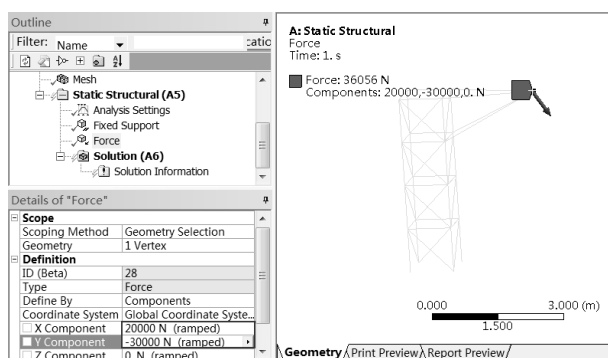 Outline
Filter: Name
Mesh
Static Structural (A5)
Analysis Settings
Fixed Support
Force
Solution (A6)
Solution Information
Details of "Force"
Scope
Scoping Method Geometry Selection
Geometry 1 Vertex
Definition
ID (Beta) 28
Type Force
Define By Components
Coordinate System Global Coordinate Syste...
X Component 20000 N (ramped)
Y Component -30000 N (ramped)
Z Component 0. N (ramped)
A: Static Structural
Force
Time: 1. s
Force: 36056 N
Components: 20000,-30000,0. N
0.000 3.000 (m)
1.500
Geometry Print Preview Report Preview